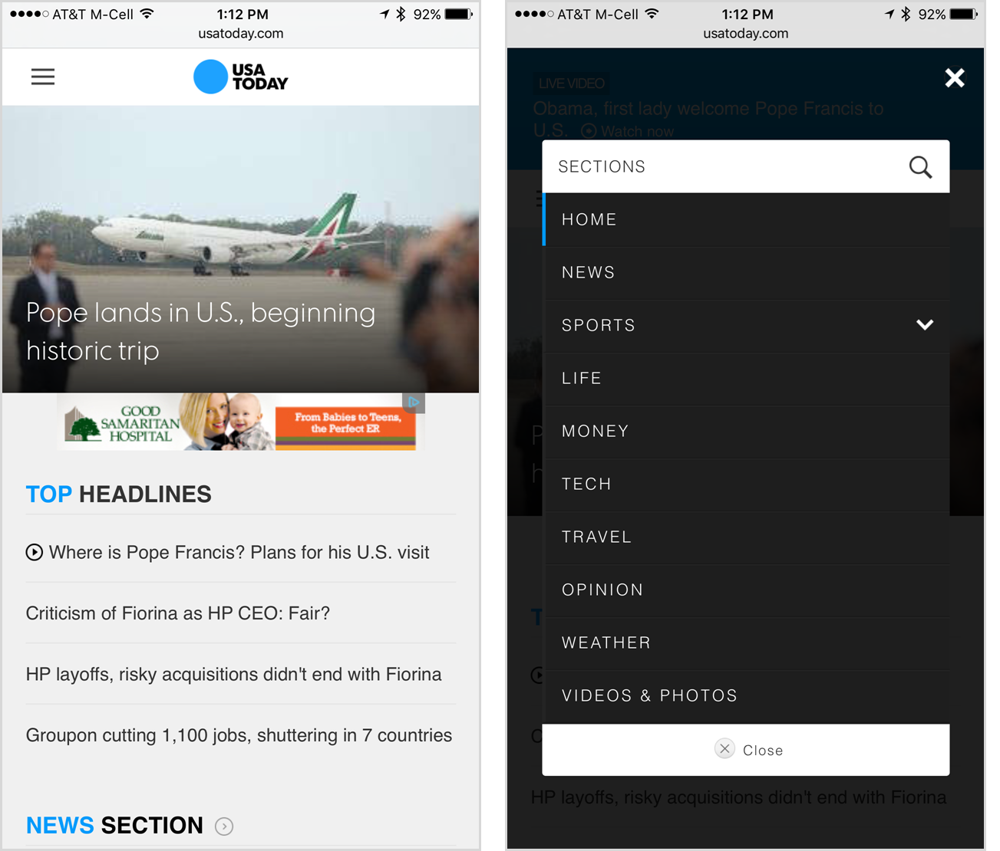 AT&T M-Cell 1:12 PM 92%
usatoday.com
USA
TODAY
Alitalia
Pope lands in U.S., beginning
historic trip
GOOD
SAMARITAN
HOSPITAL
From Babies to Teens,
the Perfect ER
TOP HEADLINES
Where is Pope Francis? Plans for his U.S. visit
Criticism of Fiorina as HP CEO: Fair?
HP layoffs, risky acquisitions didn't end with Fiorina
Groupon cutting 1,100 jobs, shuttering in 7 countries
NEWS SECTION
AT&T M-Cell 1:12 PM 92%
usatoday.com
LIVE VIDEO
Obama, first lady welcome Pope Francis to
U.S. Watch now
SECTIONS
HOME
NEWS
SPORTS
LIFE
MONEY
TECH
TRAVEL
OPINION
WEATHER
VIDEOS & PHOTOS
Close
P
h
T
C
HP layoffs, risky acquisitions didn't end with Fiorina